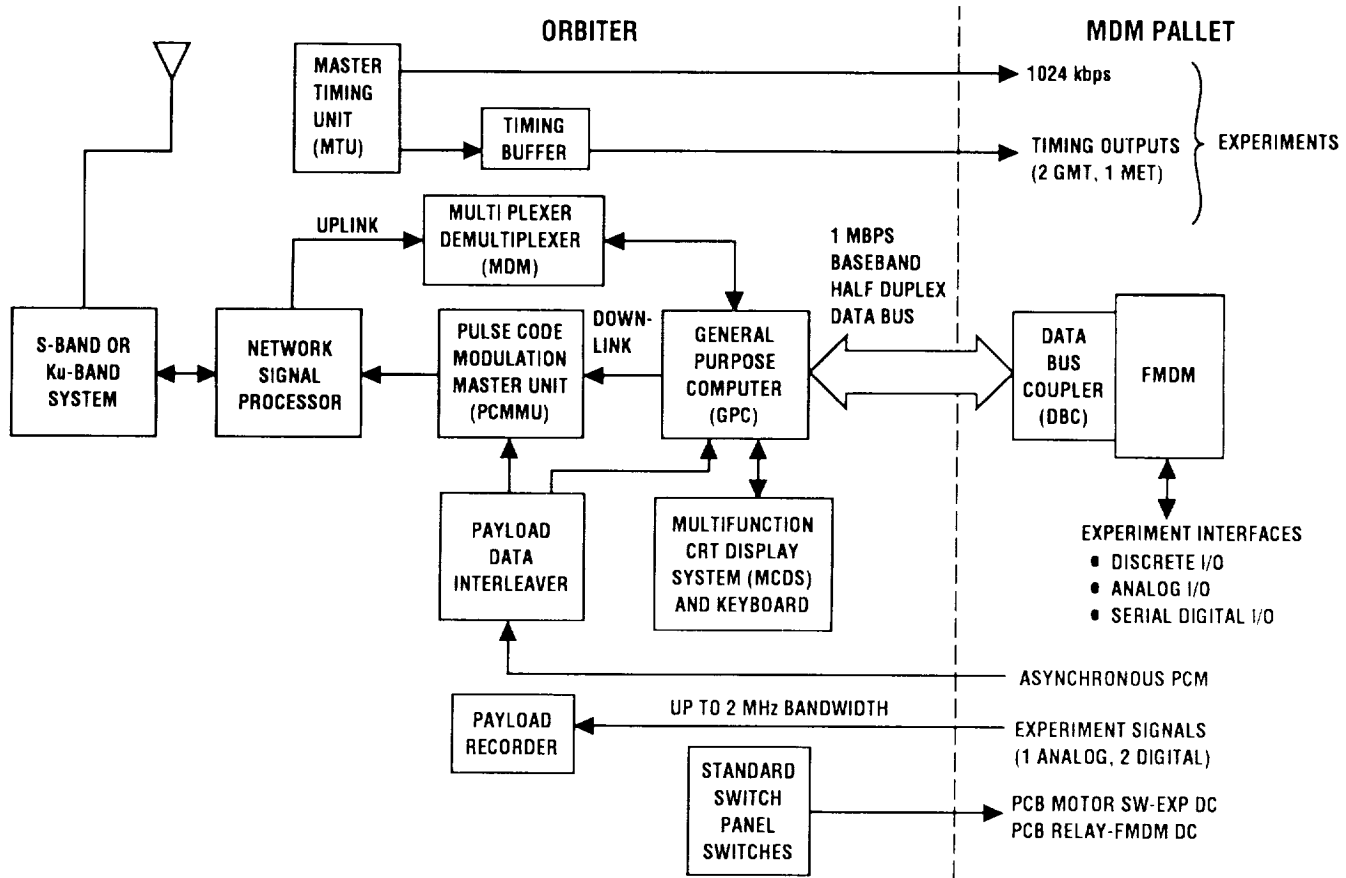 ORBITER
MDM PALLET
MASTER
TIMING
UNIT
(MTU)
1024 kbps
TIMING
BUFFER
TIMING OUTPUTS
(2 GMT, 1 MET)
EXPERIMENTS
UPLINK
MULTI PLEXER
DEMULTIPLEXER
(MDM)
1 MBPS
BASEBAND
HALF DUPLEX
DATA BUS
S-BAND OR
Ku-BAND
SYSTEM
NETWORK
SIGNAL
PROCESSOR
PULSE CODE
MODULATION
MASTER UNIT
(PCMMU)
DOWN-
LINK
GENERAL
PURPOSE
COMPUTER
(GPC)
DATA
BUS
COUPLER
(DBC)
FMDM
PAYLOAD
DATA
INTERLEAVER
MULTIFUNCTION
CRT DISPLAY
SYSTEM (MCDS)
AND KEYBOARD
EXPERIMENT INTERFACES
• DISCRETE I/O
• ANALOG I/O
• SERIAL DIGITAL I/O
ASYNCHRONOUS PCM
PAYLOAD
RECORDER
UP TO 2 MHz BANDWIDTH
EXPERIMENT SIGNALS
(1 ANALOG, 2 DIGITAL)
STANDARD
SWITCH
PANEL
SWITCHES
PCB MOTOR SW-EXP DC
PCB RELAY-FMDM DC